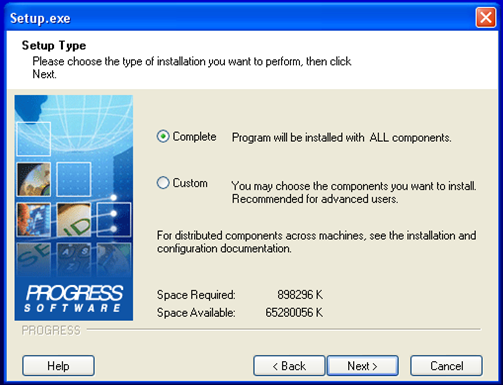 Setup.exe
Setup Type
Please choose the type of installation you want to perform, then click
Next.
Complete Program will be installed with ALL components.
Custom You may choose the components you want to install.
Recommended for advanced users.
For distributed components across machines, see the installation and
configuration documentation.
PROGRESS
SOFTWARE
Space Required: 898296 K
Space Available: 65280056 K
PROGRESS
Help < Back Next > Cancel